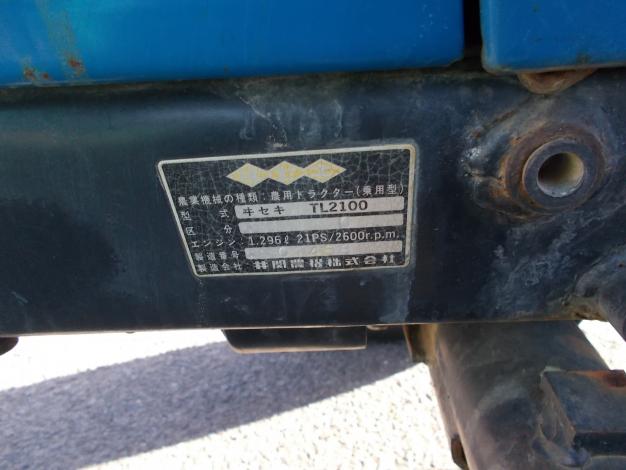 農業機械の種類：農用トラクター(乗用型)
型式 ヰセキ TL2100
区分
エンジン：1.296ℓ 21PS/2600r.p.m.
製造番号
製造会社 井関農機株式会社